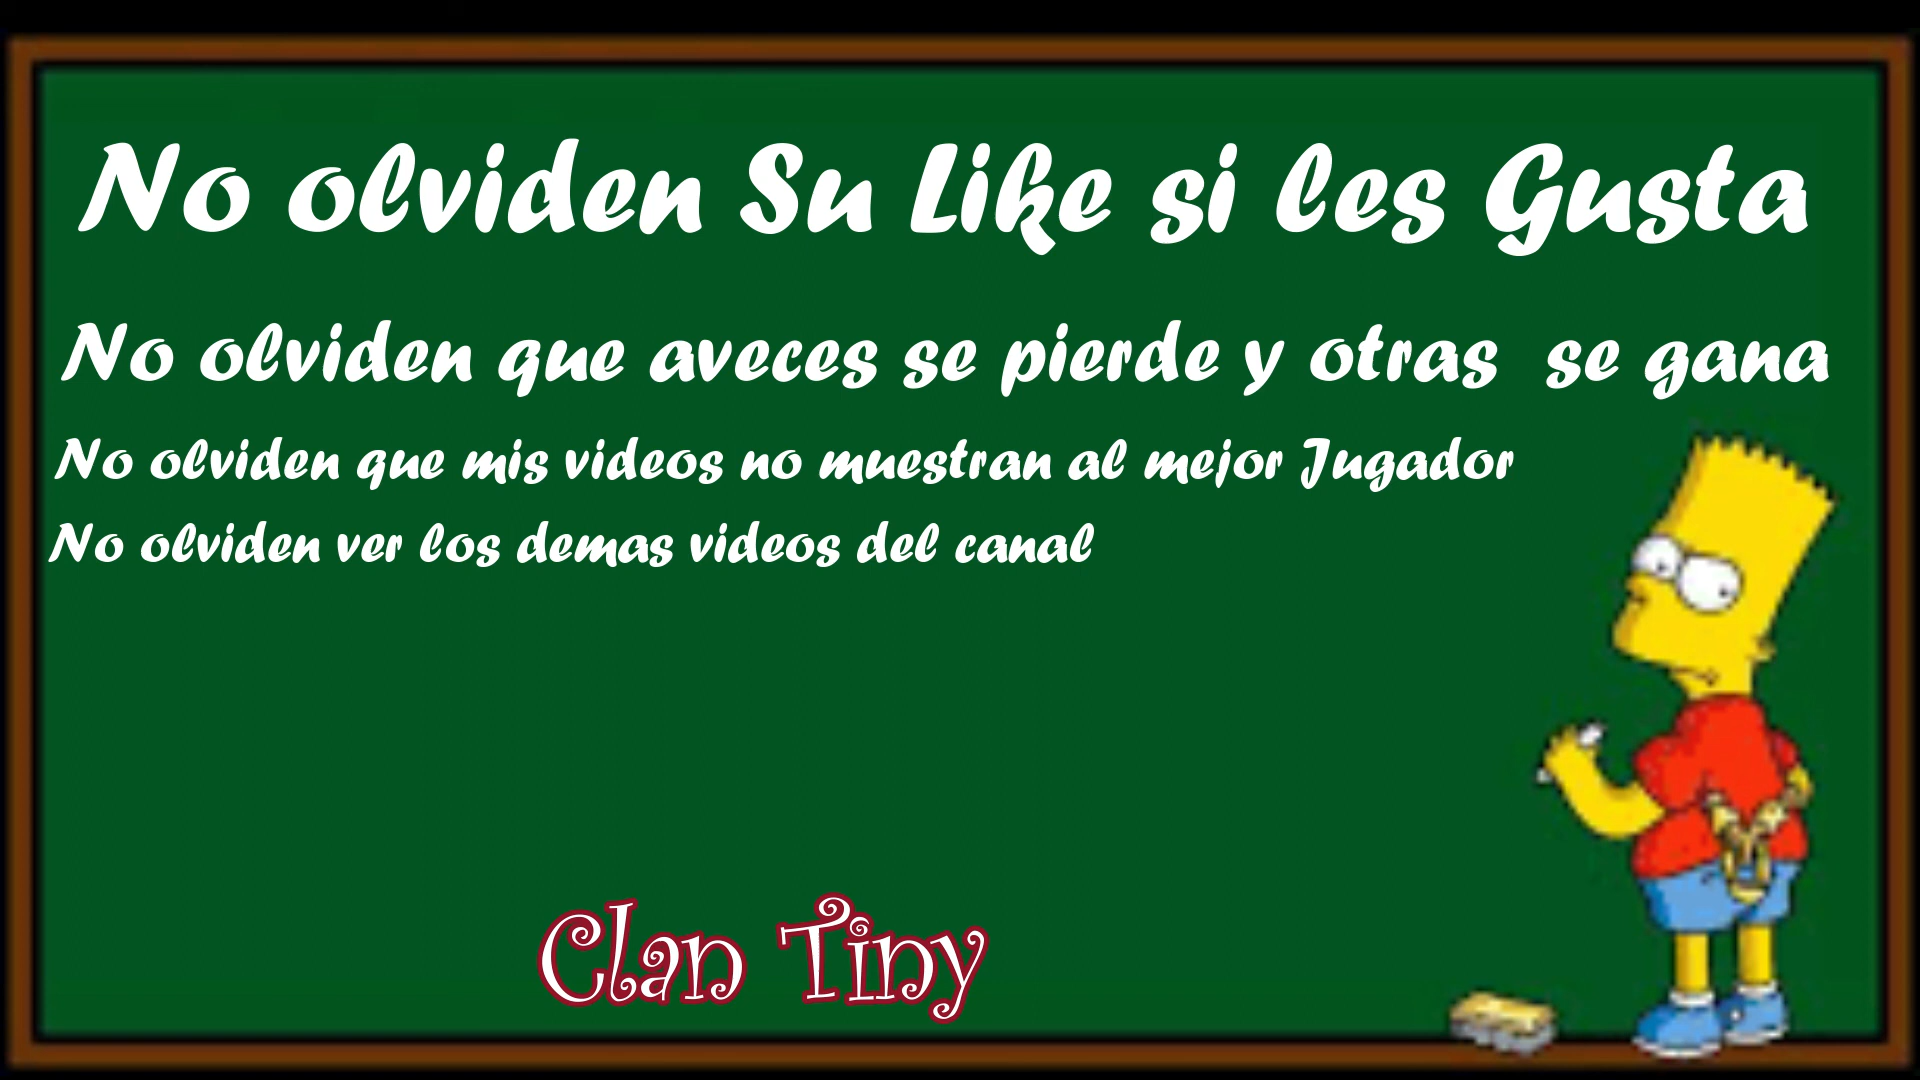 No olviden Su Like si les Gusta
No olviden que aveces se pierde y otras  se gana
No olviden que mis videos no muestran al mejor Jugador
No olviden ver los demas videos del canal
Clan Tiny